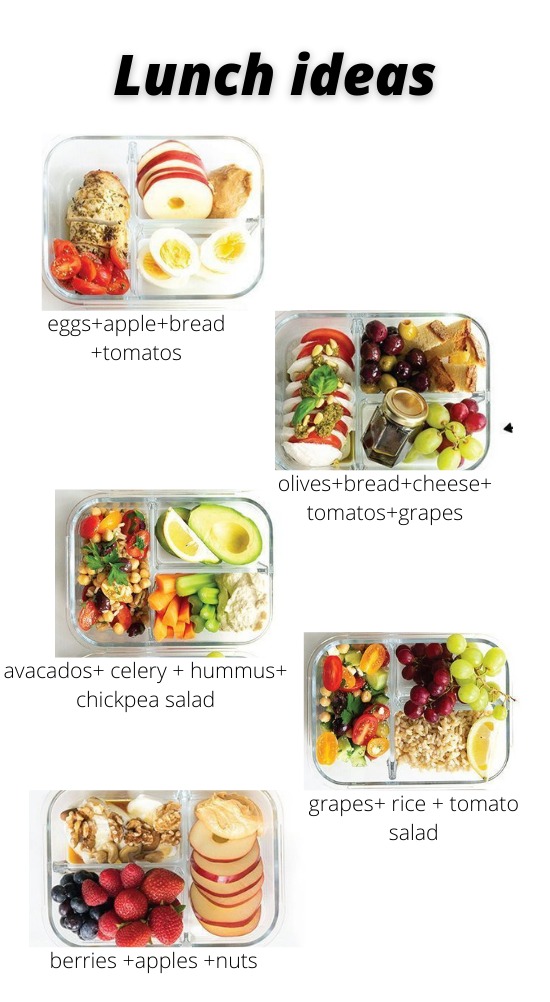 Lunch ideas
eggs+apple+bread
+tomatos
olives+bread+cheese+
tomatos+grapes
avacados+ celery + hummus+
chickpea salad
grapes+ rice + tomato
salad
berries +apples +nuts